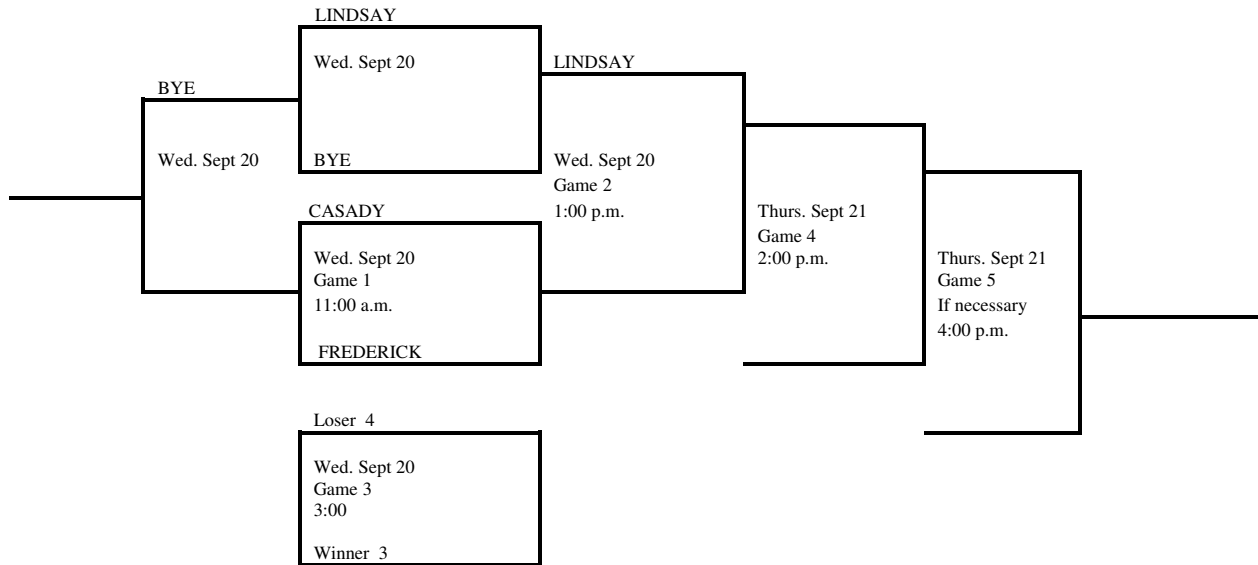 LINDSAY
Wed. Sept 20
LINDSAY
BYE
Wed. Sept 20
BYE
Wed. Sept 20
Game 2
1:00 p.m.
CASADY
Thurs. Sept 21
Game 4
2:00 p.m.
Wed. Sept 20
Game 1
11:00 a.m.
Thurs. Sept 21
Game 5
If necessary
4:00 p.m.
FREDERICK
Loser 4
Wed. Sept 20
Game 3
3:00
Winner 3